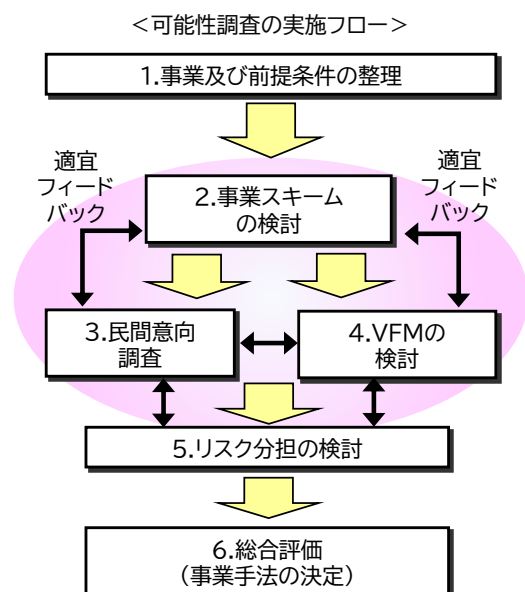 ＜可能性調査の実施フロー＞
1.事業及び前提条件の整理
適宜
フィード
バック
適宜
フィード
バック
2.事業スキーム
の検討
3.民間意向
調査
4.VFMの
検討
5.リスク分担の検討
6.総合評価
（事業手法の決定）